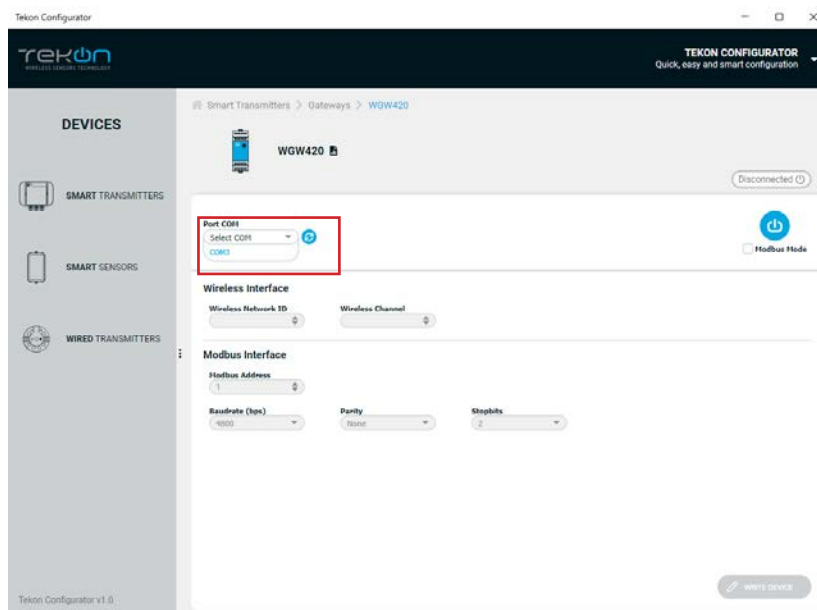 Tekon Configurator
TEKON
WIRELESS SENSORS TECHNOLOGY
TEKON CONFIGURATOR
Quick, easy and smart configuration
DEVICES
SMART TRANSMITTERS
SMART SENSORS
WIRED TRANSMITTERS
Tekon Configurator v1.0
Smart Transmitters > Gateways > WGW420
WGW420
Disconnected
Port COM
Select COM
COM3
Modbus Mode
Wireless Interface
Wireless Network ID Wireless Channel
Modbus Interface
Modbus Address
1
Baudrate (bps) Parity Stopbits
4800 None 2
WRITE DEVICE